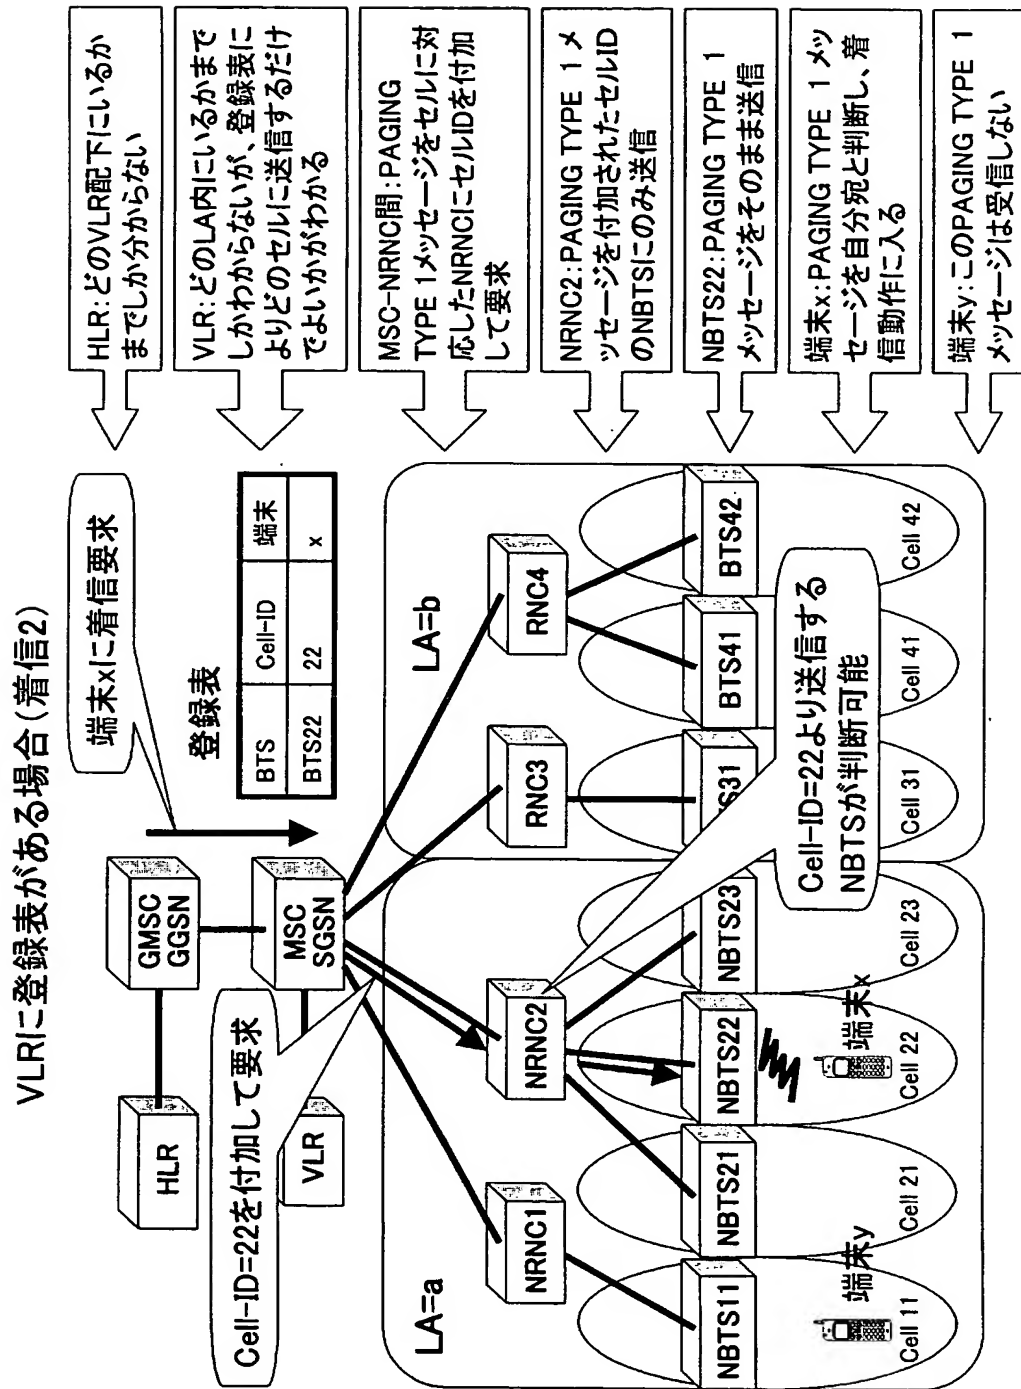 VLRに登録表がある場合(着信2)
端末xに着信要求
GMSC
GGSN
HLR
MSC
SGSN
VLR
Cell-ID=22を付加して要求
登録表
BTS Cell-ID 端末
BTS22 22 x
LA=a
LA=b
NRNC1
NRNC2
RNC3
RNC4
NBTS11
NBTS21
NBTS22
NBTS23
S31
BTS41
BTS42
Cell-ID=22より送信する
NBTSが判断可能
端末y
端末x
Cell 11
Cell 21
Cell 22
Cell 23
Cell 31
Cell 41
Cell 42
HLR:どのVLR配下にいるか
までしか分からない
VLR:どのLA内にいるかまで
しかわからないが、登録表に
よりどのセルに送信するだけ
でよいかがわかる
MSC-NRNC間:PAGING
TYPE 1メッセージをセルに対
応したNRNCにセルIDを付加
して要求
NRNC2:PAGING TYPE 1 メ
ッセージを付加されたセルID
のNBTSにのみ送信
NBTS22:PAGING TYPE 1
メッセージをそのまま送信
端末x:PAGING TYPE 1 メッ
セージを自分宛と判断し、着
信動作に入る
端末y:このPAGING TYPE 1
メッセージは受信しない